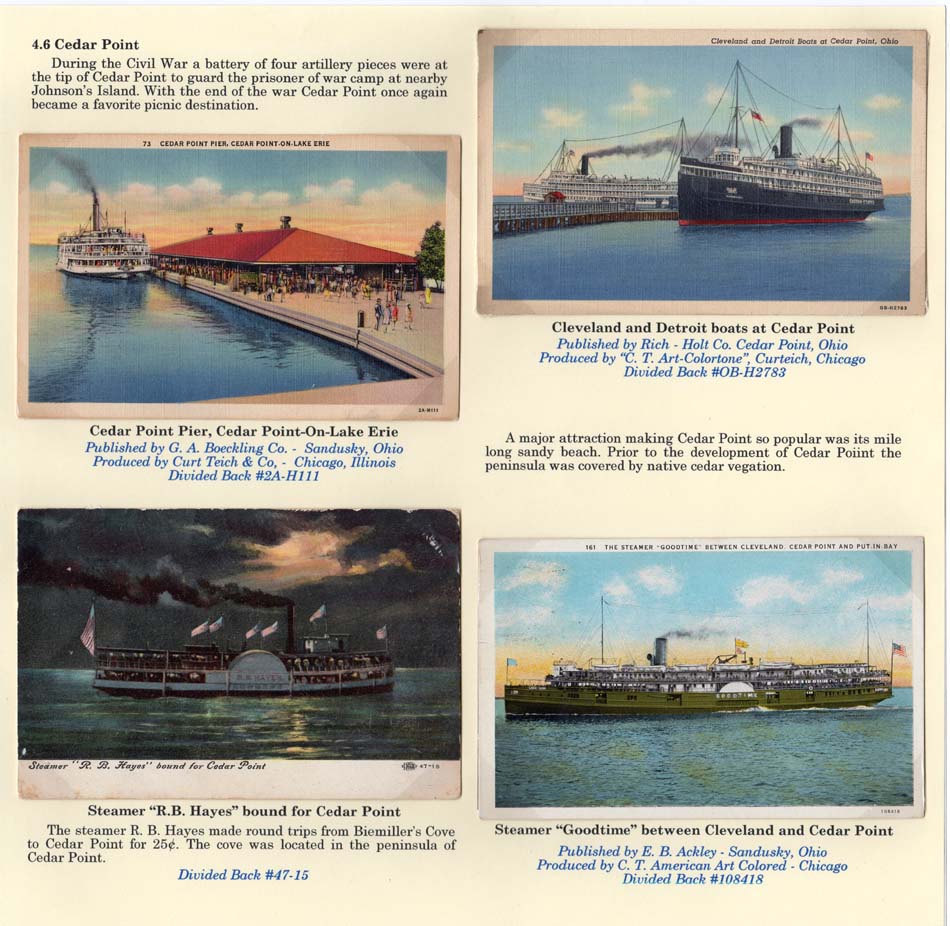 4.6 Cedar Point
During the Civil War a battery of four artillery pieces were at
the tip of Cedar Point to guard the prisoner of war camp at nearby
Johnson's Island. With the end of the war Cedar Point once again
became a favorite picnic destination.
73 CEDAR POINT PIER, CEDAR POINT-ON-LAKE ERIE
2A-H111
Cedar Point Pier, Cedar Point-On-Lake Erie
Published by G. A. Boeckling Co. - Sandusky, Ohio
Produced by Curt Teich & Co, - Chicago, Illinois
Divided Back #2A-H111
R. B. HAYES
Steamer "R. B. Hayes" bound for Cedar Point
47-15
Steamer “R.B. Hayes” bound for Cedar Point
The steamer R. B. Hayes made round trips from Biemiller's Cove
to Cedar Point for 25¢. The cove was located in the peninsula of
Cedar Point.
Divided Back #47-15
Cleveland and Detroit Boats at Cedar Point, Ohio
OB-H2783
Cleveland and Detroit boats at Cedar Point
Published by Rich - Holt Co. Cedar Point, Ohio
Produced by “C. T. Art-Colortone”, Curteich, Chicago
Divided Back #OB-H2783
A major attraction making Cedar Point so popular was its mile
long sandy beach. Prior to the development of Cedar Poiint the
peninsula was covered by native cedar vegation.
161 THE STEAMER "GOODTIME" BETWEEN CLEVELAND, CEDAR POINT AND PUT-IN-BAY
108418
Steamer “Goodtime” between Cleveland and Cedar Point
Published by E. B. Ackley - Sandusky, Ohio
Produced by C. T. American Art Colored - Chicago
Divided Back #108418